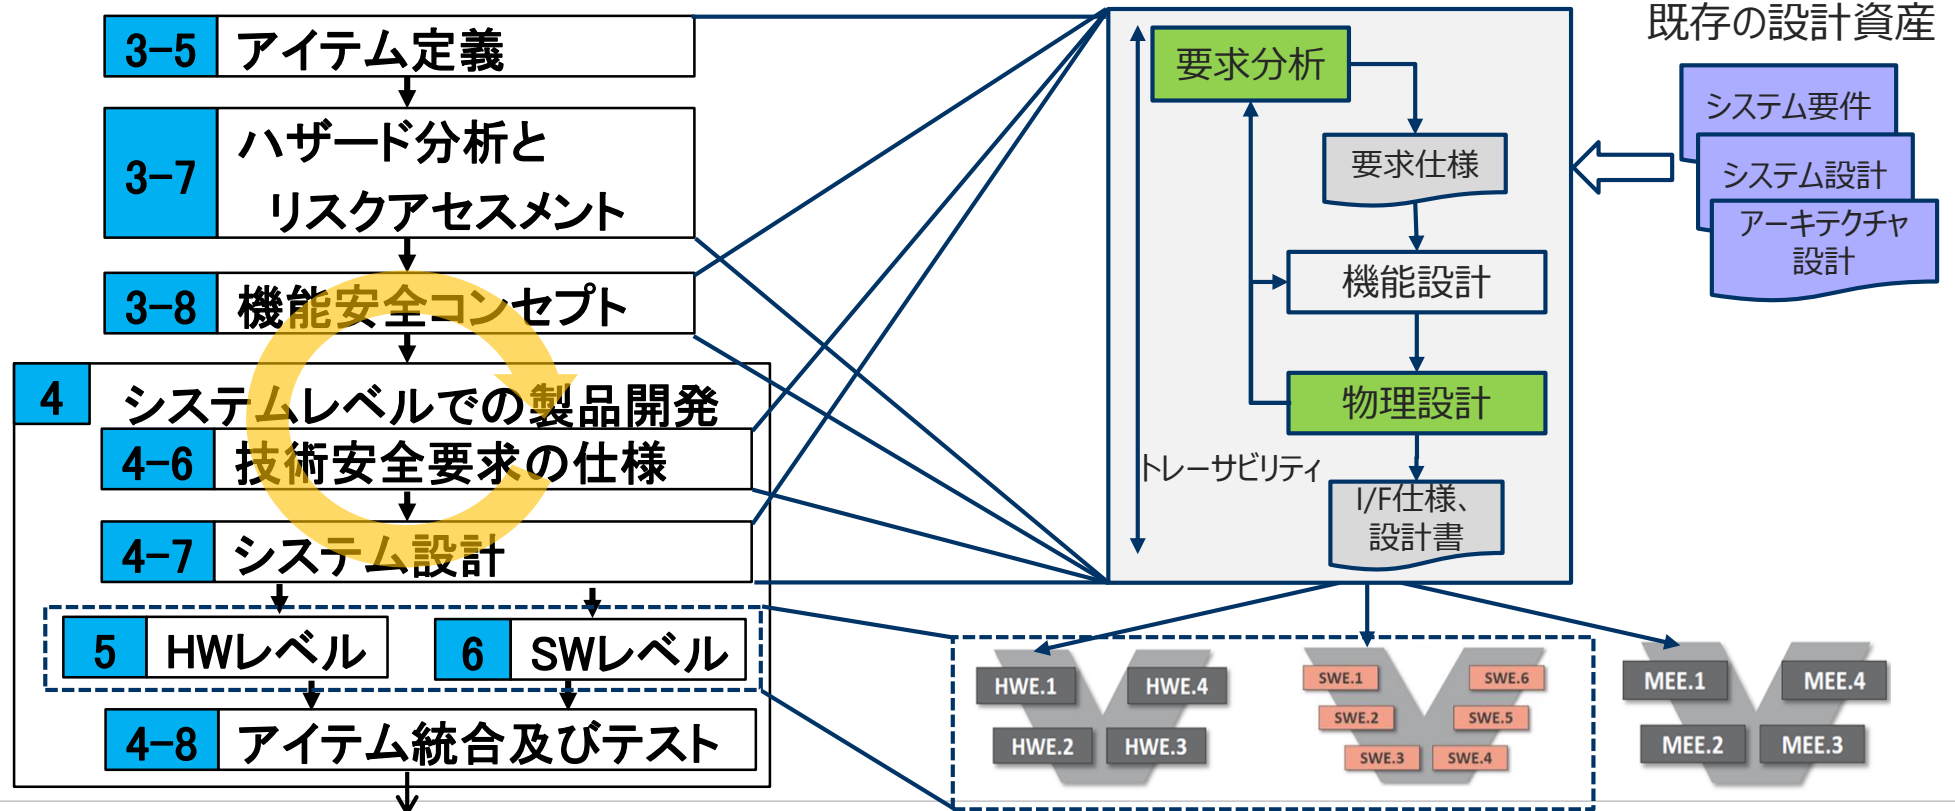 3-5 アイテム定義
3-7 ハザード分析と
リスクアセスメント
3-8 機能安全コンセプト
4 システムレベルでの製品開発
4-6 技術安全要求の仕様
4-7 システム設計
5 HWレベル
6 SWレベル
4-8 アイテム統合及びテスト
要求分析
要求仕様
機能設計
物理設計
トレーサビリティ
I/F仕様、
設計書
既存の設計資産
システム要件
システム設計
アーキテクチャ
設計
HWE.1
HWE.4
HWE.2
HWE.3
SWE.1
SWE.6
SWE.2
SWE.5
SWE.3
SWE.4
MEE.1
MEE.4
MEE.2
MEE.3